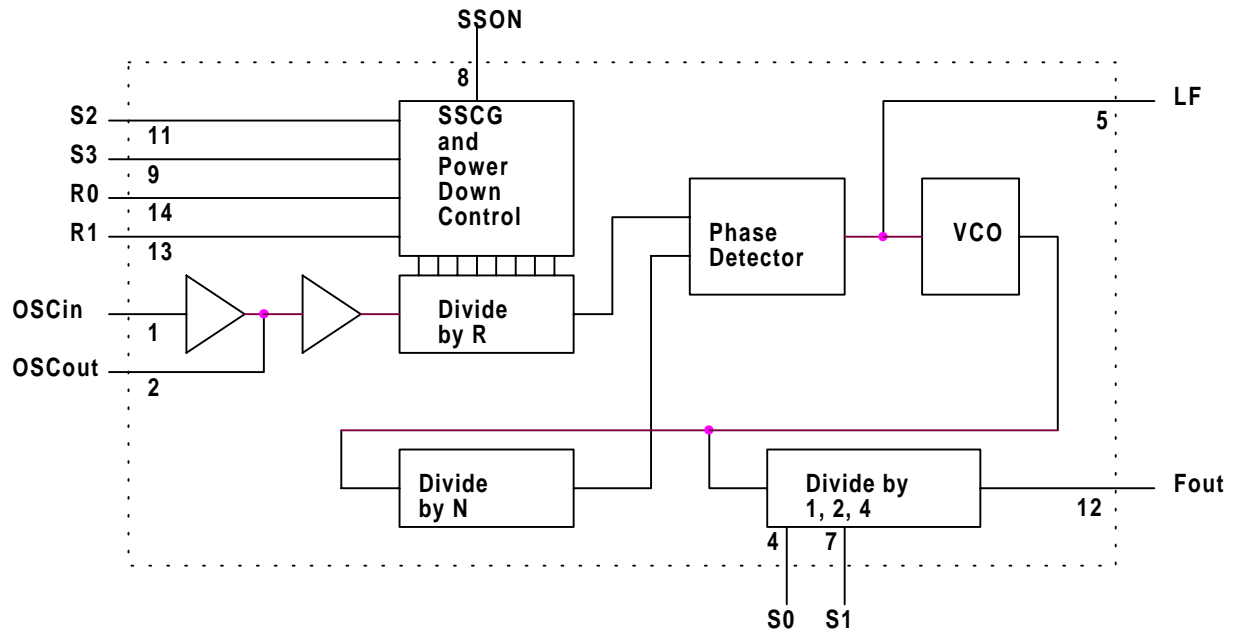 SSON
8
S2
11
S3
9
R0
14
R1
13
SSCG
and
Power
Down
Control
LF
5
Phase
Detector
VCO
OSCin
1
OSCout
2
Divide
by R
Divide
by N
Divide by
1, 2, 4
Fout
12
4
7
S0
S1